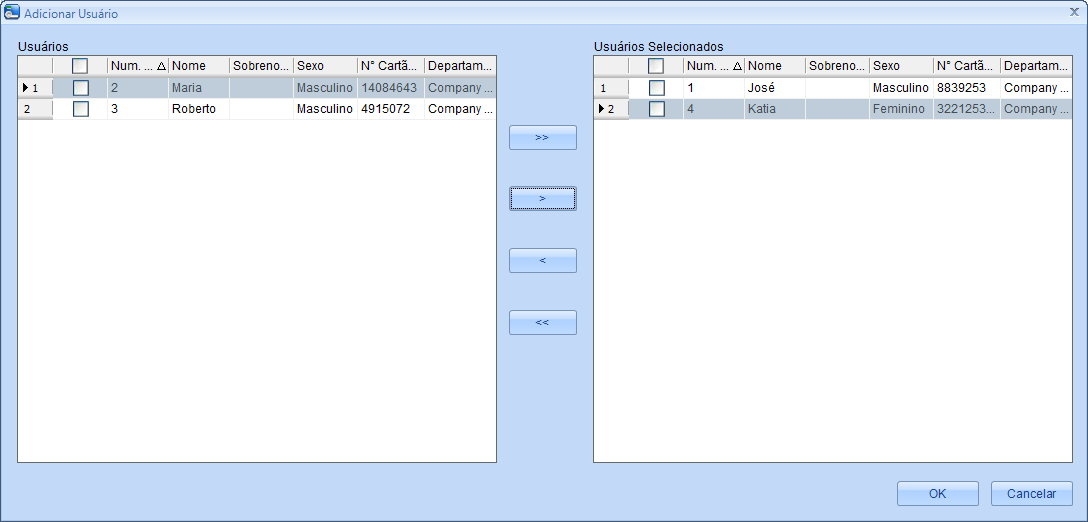 Adicionar Usuário
Usuários
Num. ... Nome Sobreno... Sexo N° Cartã... Departam...
1 2 Maria Masculino 14084643 Company ...
2 3 Roberto Masculino 4915072 Company ...
>>
>
<
<<
Usuários Selecionados
Num. ... Nome Sobreno... Sexo N° Cartã... Departam...
1 1 José Masculino 8839253 Company ...
2 4 Katia Feminino 3221253... Company ...
OK Cancelar